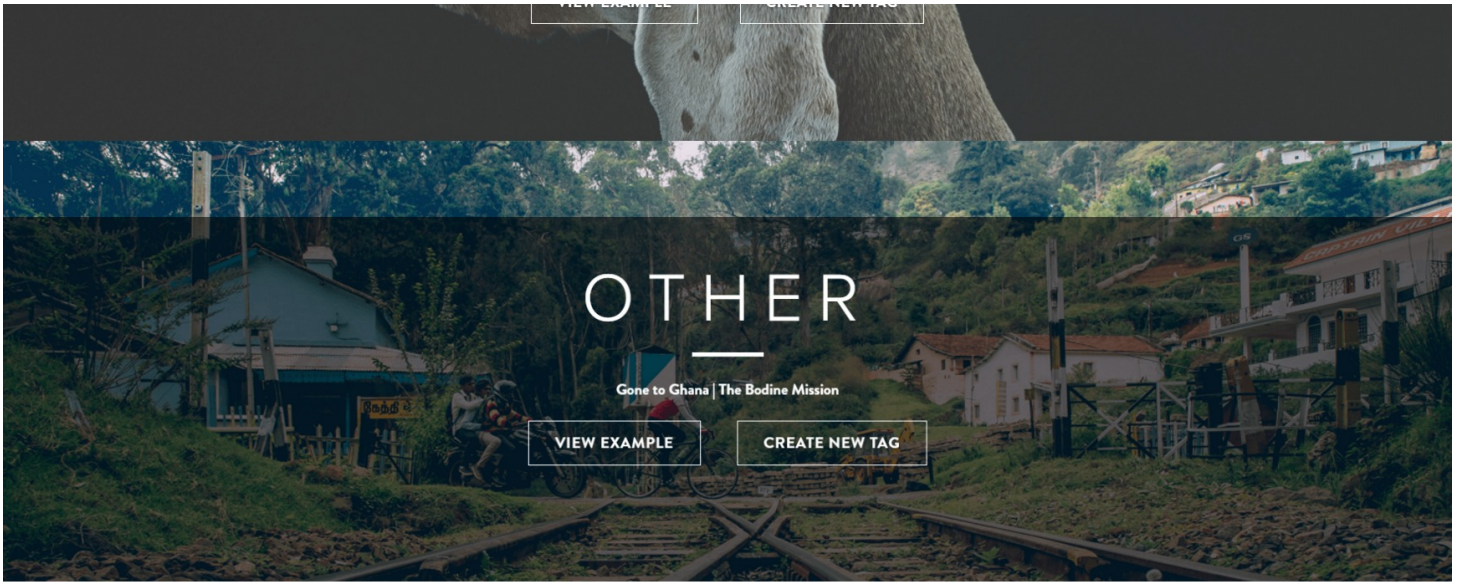 VIEW EXAMPLE CREATE NEW TAG
OTHER
Gone to Ghana | The Bodine Mission
VIEW EXAMPLE CREATE NEW TAG